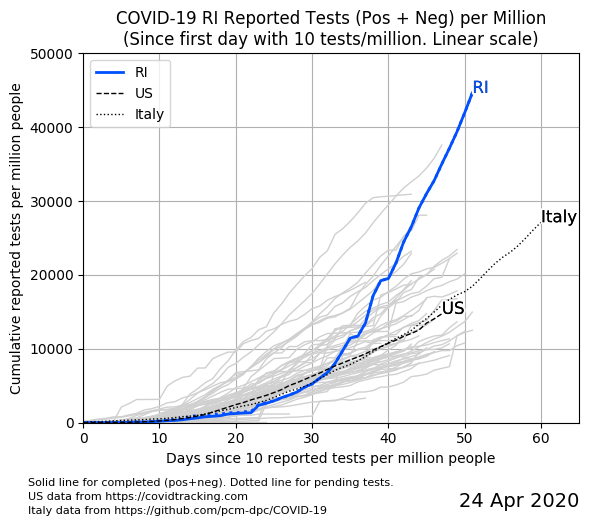 COVID-19 RI Reported Tests (Pos + Neg) per Million
(Since first day with 10 tests/million. Linear scale)
Cumulative reported tests per million people
50000
40000
30000
20000
10000
0
RI
US
Italy
RI
Italy
US
0 10 20 30 40 50 60
Days since 10 reported tests per million people
Solid line for completed (pos+neg). Dotted line for pending tests.
US data from https://covidtracking.com
Italy data from https://github.com/pcm-dpc/COVID-19
24 Apr 2020